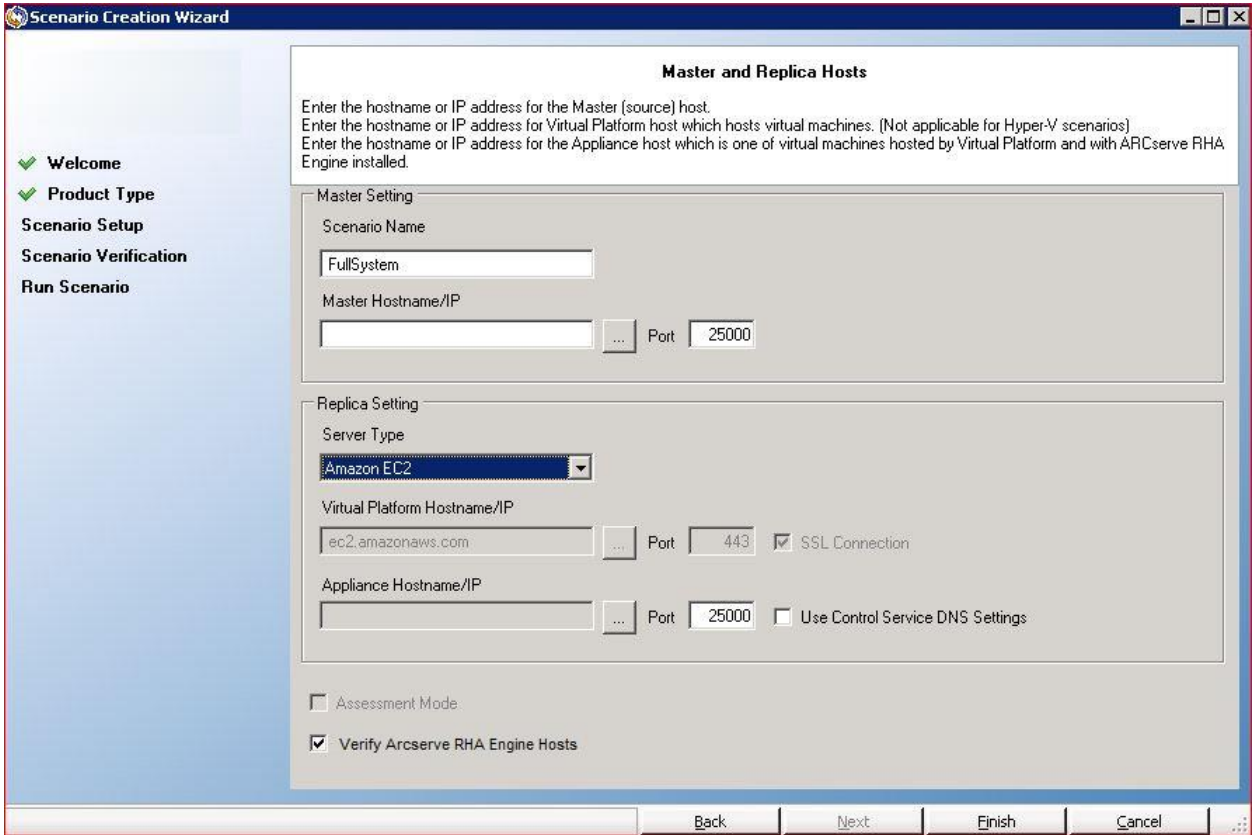 Scenario Creation Wizard
Welcome
Product Type
Scenario Setup
Scenario Verification
Run Scenario
Master and Replica Hosts
Enter the hostname or IP address for the Master (source) host.
Enter the hostname or IP address for Virtual Platform host which hosts virtual machines. (Not applicable for Hyper-V scenarios)
Enter the hostname or IP address for the Appliance host which is one of virtual machines hosted by Virtual Platform and with ARCserve RHA
Engine installed.
Master Setting
Scenario Name
FullSystem
Master Hostname/IP
... Port 25000
Replica Setting
Server Type
Amazon EC2
Virtual Platform Hostname/IP
ec2.amazonaws.com ... Port 443 SSL Connection
Appliance Hostname/IP
... Port 25000 Use Control Service DNS Settings
Assessment Mode
Verify Arcserve RHA Engine Hosts
Back Next Finish Cancel